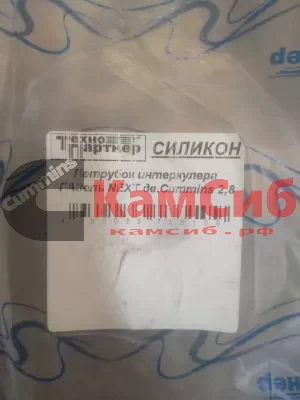 Техно
Партнер
СИЛИКОН
Патрубок интеркулера
ГАЗель NEXT дв.Cummins 2,8
Cummins
КамСиб
камсиб.рф